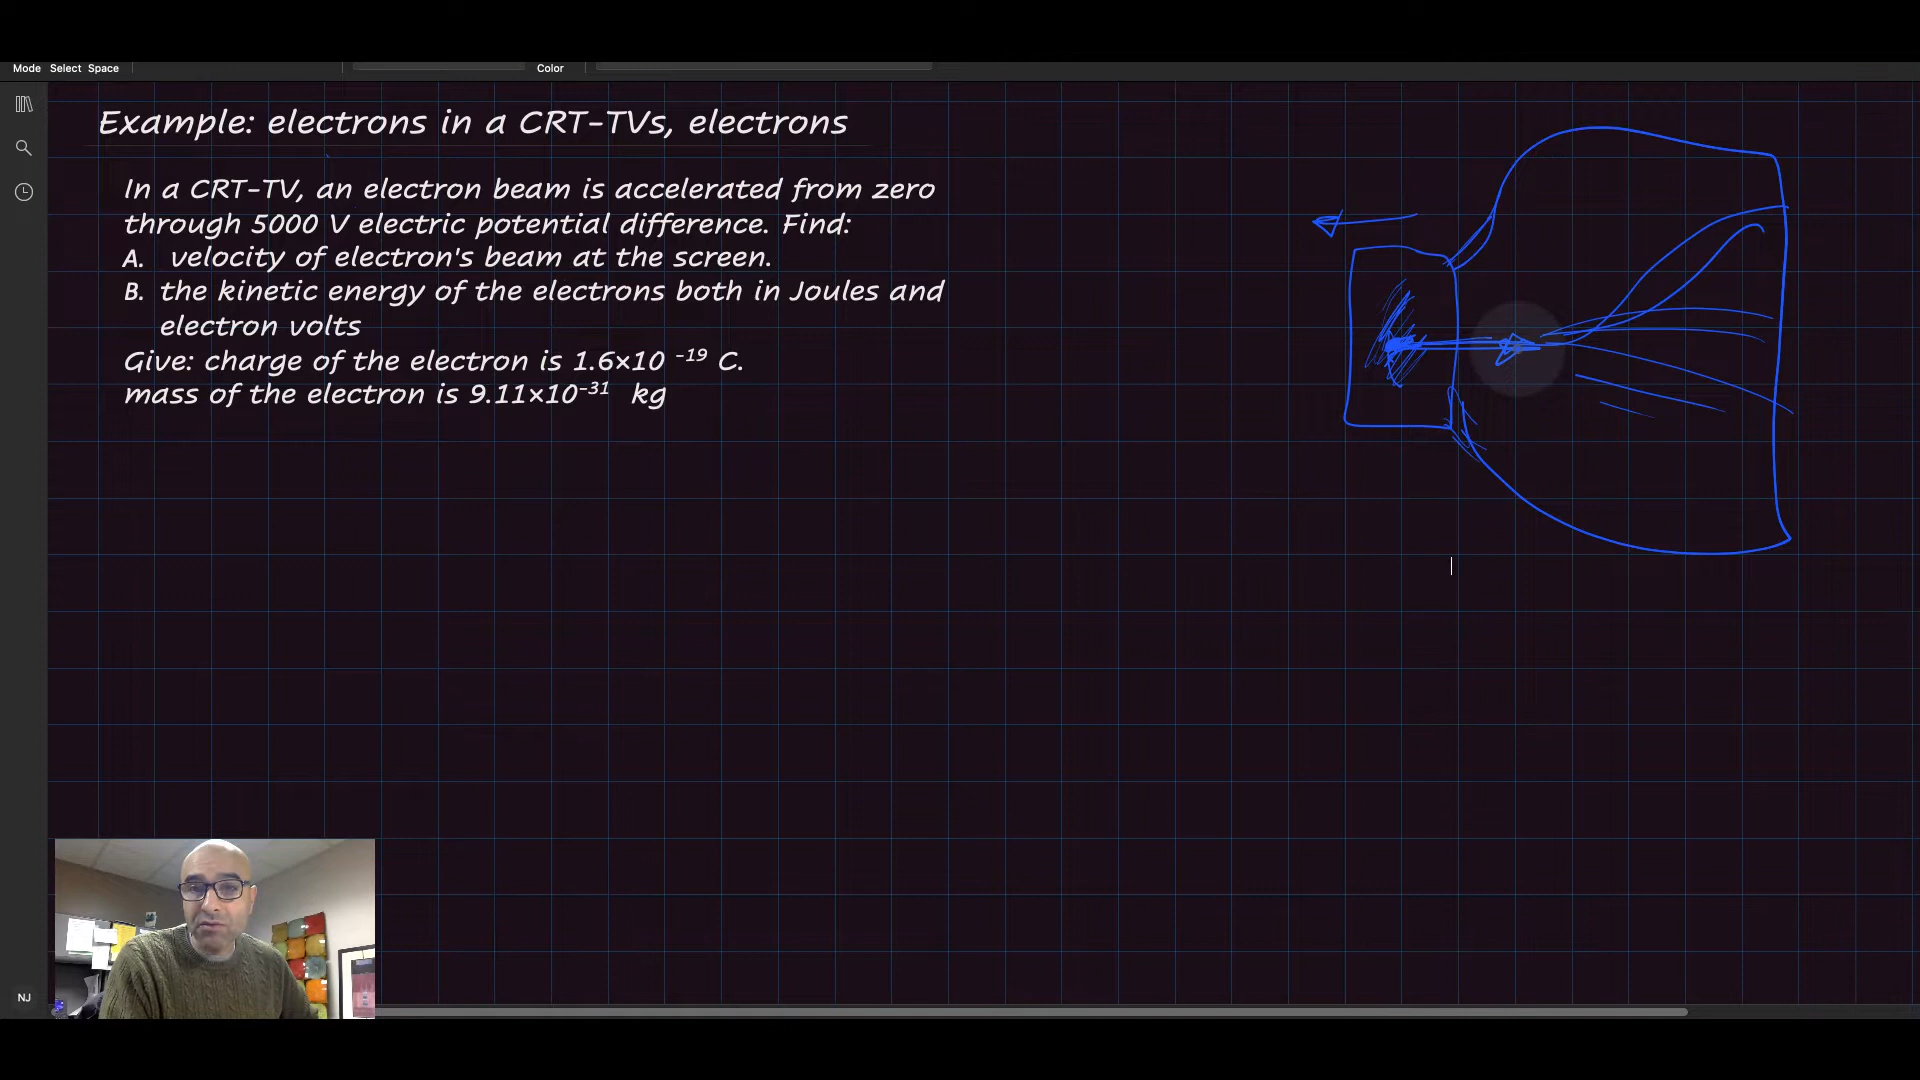 Mode Select Space Color
Example: electrons in a CRT-TVs, electrons
In a CRT-TV, an electron beam is accelerated from zero
through 5000 V electric potential difference. Find:
A. velocity of electron's beam at the screen.
B. the kinetic energy of the electrons both in Joules and
electron volts
Give: charge of the electron is 1.6×10 ⁻¹⁹ C.
mass of the electron is 9.11×10⁻³¹ kg
NJ